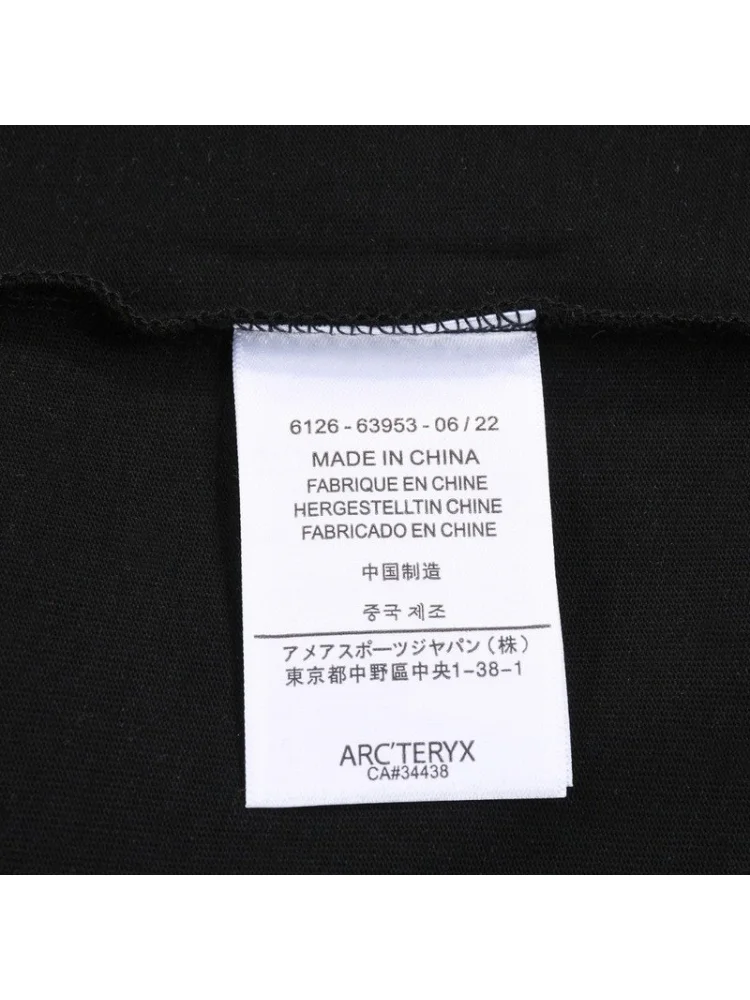 6126 - 63953 - 06 / 22
MADE IN CHINA
FABRIQUE EN CHINE
HERGESTELLTIN CHINE
FABRICADO EN CHINE
中国制造
중국 제조
アメアスポーツジャパン（株）
東京都中野區中央1-38-1
ARC'TERYX
CA#34438